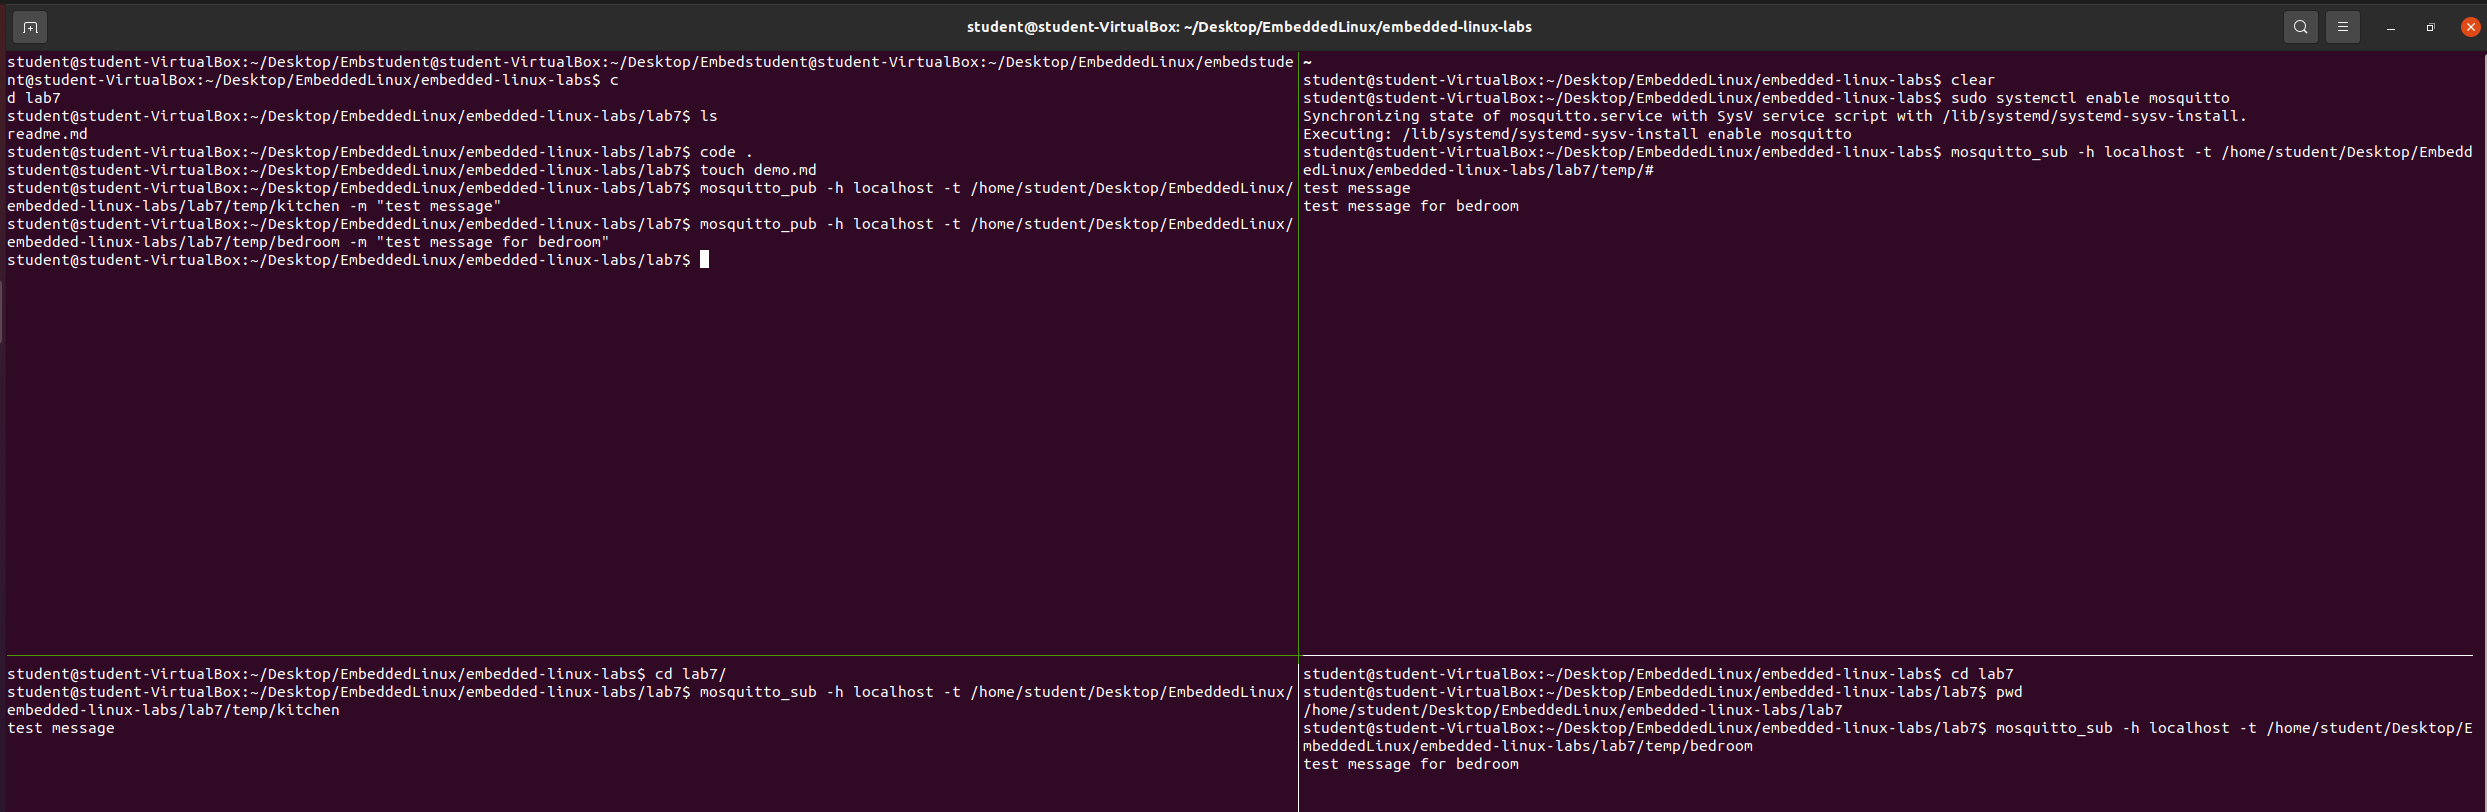 student@student-VirtualBox: ~/Desktop/EmbeddedLinux/embedded-linux-labs
student@student-VirtualBox:~/Desktop/Embstudent@student-VirtualBox:~/Desktop/Embedstudent@student-VirtualBox:~/Desktop/EmbeddedLinux/embedstude
nt@student-VirtualBox:~/Desktop/EmbeddedLinux/embedded-linux-labs$ c
d lab7
student@student-VirtualBox:~/Desktop/EmbeddedLinux/embedded-linux-labs/lab7$ ls
readme.md
student@student-VirtualBox:~/Desktop/EmbeddedLinux/embedded-linux-labs/lab7$ code .
student@student-VirtualBox:~/Desktop/EmbeddedLinux/embedded-linux-labs/lab7$ touch demo.md
student@student-VirtualBox:~/Desktop/EmbeddedLinux/embedded-linux-labs/lab7$ mosquitto_pub -h localhost -t /home/student/Desktop/EmbeddedLinux/
embedded-linux-labs/lab7/temp/kitchen -m "test message"
student@student-VirtualBox:~/Desktop/EmbeddedLinux/embedded-linux-labs/lab7$ mosquitto_pub -h localhost -t /home/student/Desktop/EmbeddedLinux/
embedded-linux-labs/lab7/temp/bedroom -m "test message for bedroom"
student@student-VirtualBox:~/Desktop/EmbeddedLinux/embedded-linux-labs/lab7$
~
student@student-VirtualBox:~/Desktop/EmbeddedLinux/embedded-linux-labs$ clear
student@student-VirtualBox:~/Desktop/EmbeddedLinux/embedded-linux-labs$ sudo systemctl enable mosquitto
Synchronizing state of mosquitto.service with SysV service script with /lib/systemd/systemd-sysv-install.
Executing: /lib/systemd/systemd-sysv-install enable mosquitto
student@student-VirtualBox:~/Desktop/EmbeddedLinux/embedded-linux-labs$ mosquitto_sub -h localhost -t /home/student/Desktop/Embedd
edLinux/embedded-linux-labs/lab7/temp/#
test message
test message for bedroom
student@student-VirtualBox:~/Desktop/EmbeddedLinux/embedded-linux-labs$ cd lab7/
student@student-VirtualBox:~/Desktop/EmbeddedLinux/embedded-linux-labs/lab7$ mosquitto_sub -h localhost -t /home/student/Desktop/EmbeddedLinux/
embedded-linux-labs/lab7/temp/kitchen
test message
student@student-VirtualBox:~/Desktop/EmbeddedLinux/embedded-linux-labs$ cd lab7
student@student-VirtualBox:~/Desktop/EmbeddedLinux/embedded-linux-labs/lab7$ pwd
/home/student/Desktop/EmbeddedLinux/embedded-linux-labs/lab7
student@student-VirtualBox:~/Desktop/EmbeddedLinux/embedded-linux-labs/lab7$ mosquitto_sub -h localhost -t /home/student/Desktop/E
mbeddedLinux/embedded-linux-labs/lab7/temp/bedroom
test message for bedroom